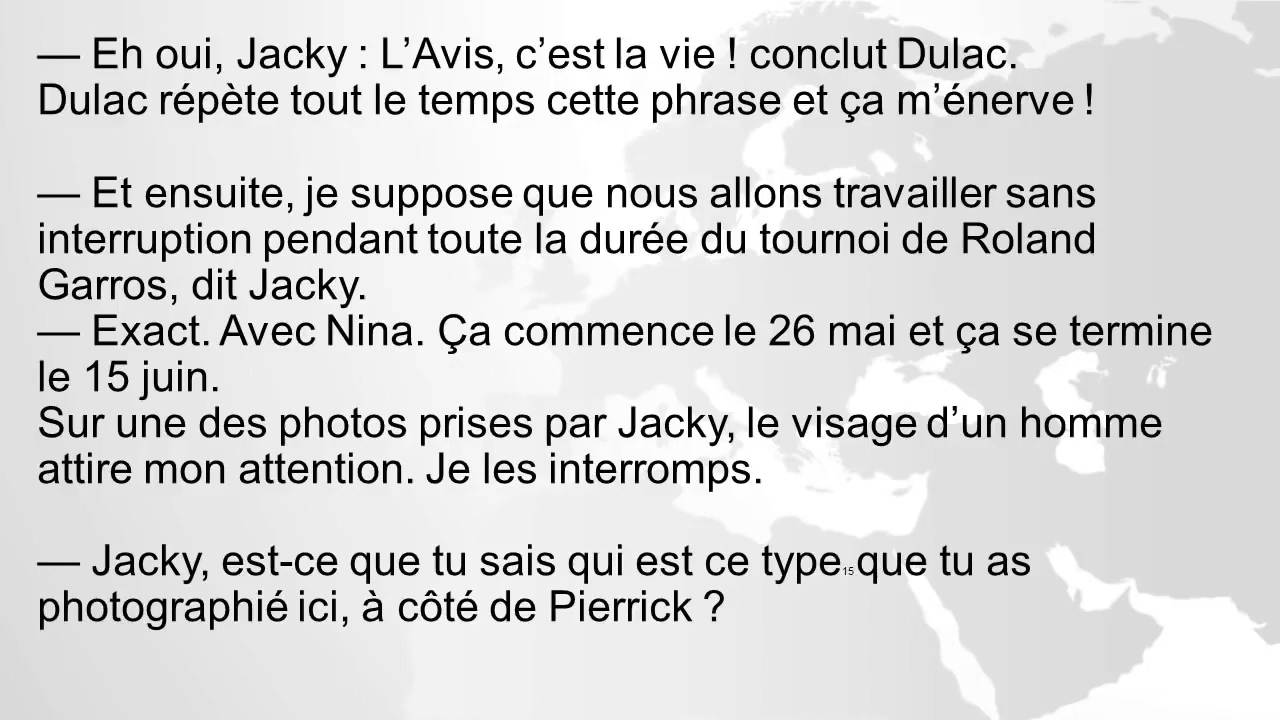 — Eh oui, Jacky : L’Avis, c’est la vie ! conclut Dulac.
Dulac répète tout le temps cette phrase et ça m’énerve !
— Et ensuite, je suppose que nous allons travailler sans
interruption pendant toute la durée du tournoi de Roland
Garros, dit Jacky.
— Exact. Avec Nina. Ça commence le 26 mai et ça se termine
le 15 juin.
Sur une des photos prises par Jacky, le visage d’un homme
attire mon attention. Je les interromps.
— Jacky, est-ce que tu sais qui est ce type15 que tu as
photographié ici, à côté de Pierrick ?